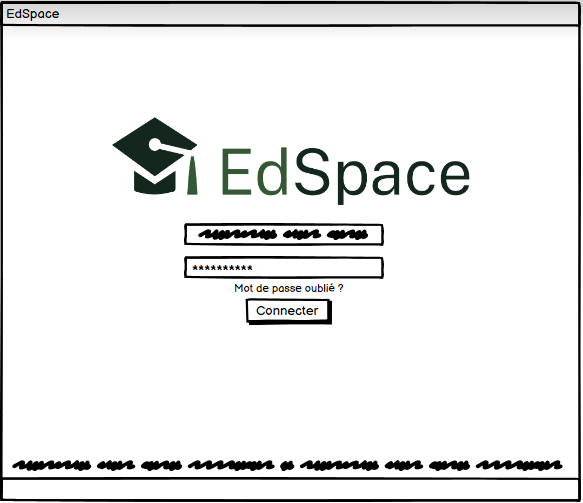 EdSpace
EdSpace
**********
Mot de passe oublié ?
Connecter